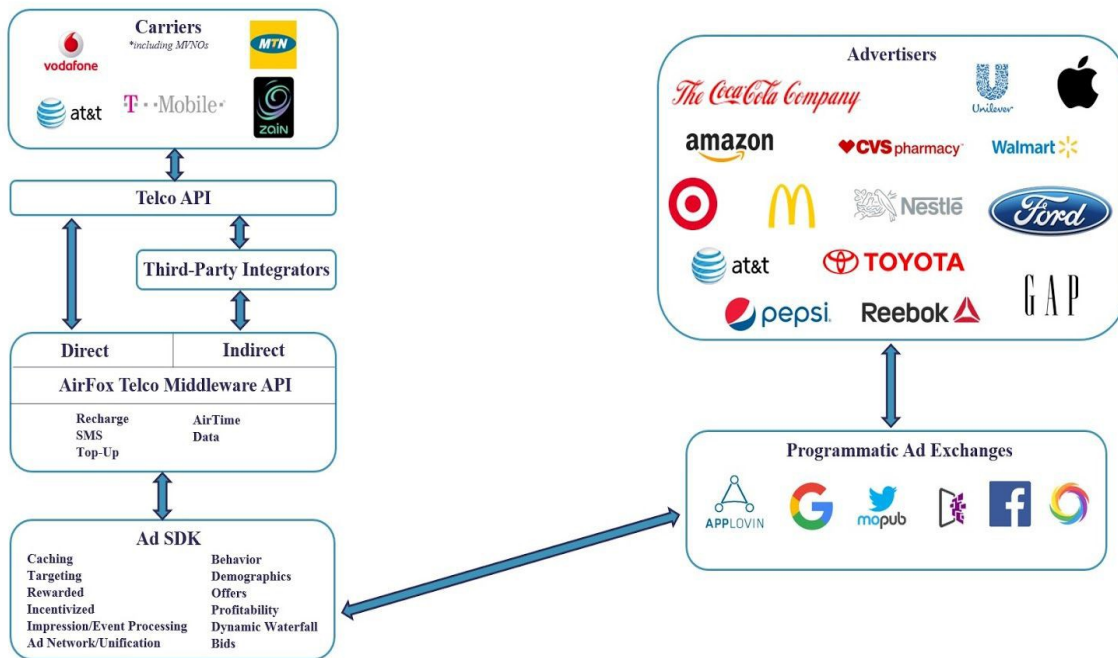 Carriers
*including MVNOs
vodafone
MTN
at&t
T··Mobile·
zain
Telco API
Third-Party Integrators
Direct
Indirect
AirFox Telco Middleware API
Recharge
AirTime
SMS
Data
Top-Up
Ad SDK
Caching
Behavior
Targeting
Demographics
Rewarded
Offers
Incentivized
Profitability
Impression/Event Processing
Dynamic Waterfall
Ad Network/Unification
Bids
Advertisers
The Coca-Cola Company
Unilever
amazon
CVS pharmacy
Walmart
Nestlé
Ford
at&t
TOYOTA
GAP
pepsi
Reebok
Programmatic Ad Exchanges
APPLOVIN
G
mopub
f